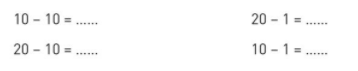 10 – 10 = ...... 20 – 1 = ......
20 – 10 = ...... 10 – 1 = ......